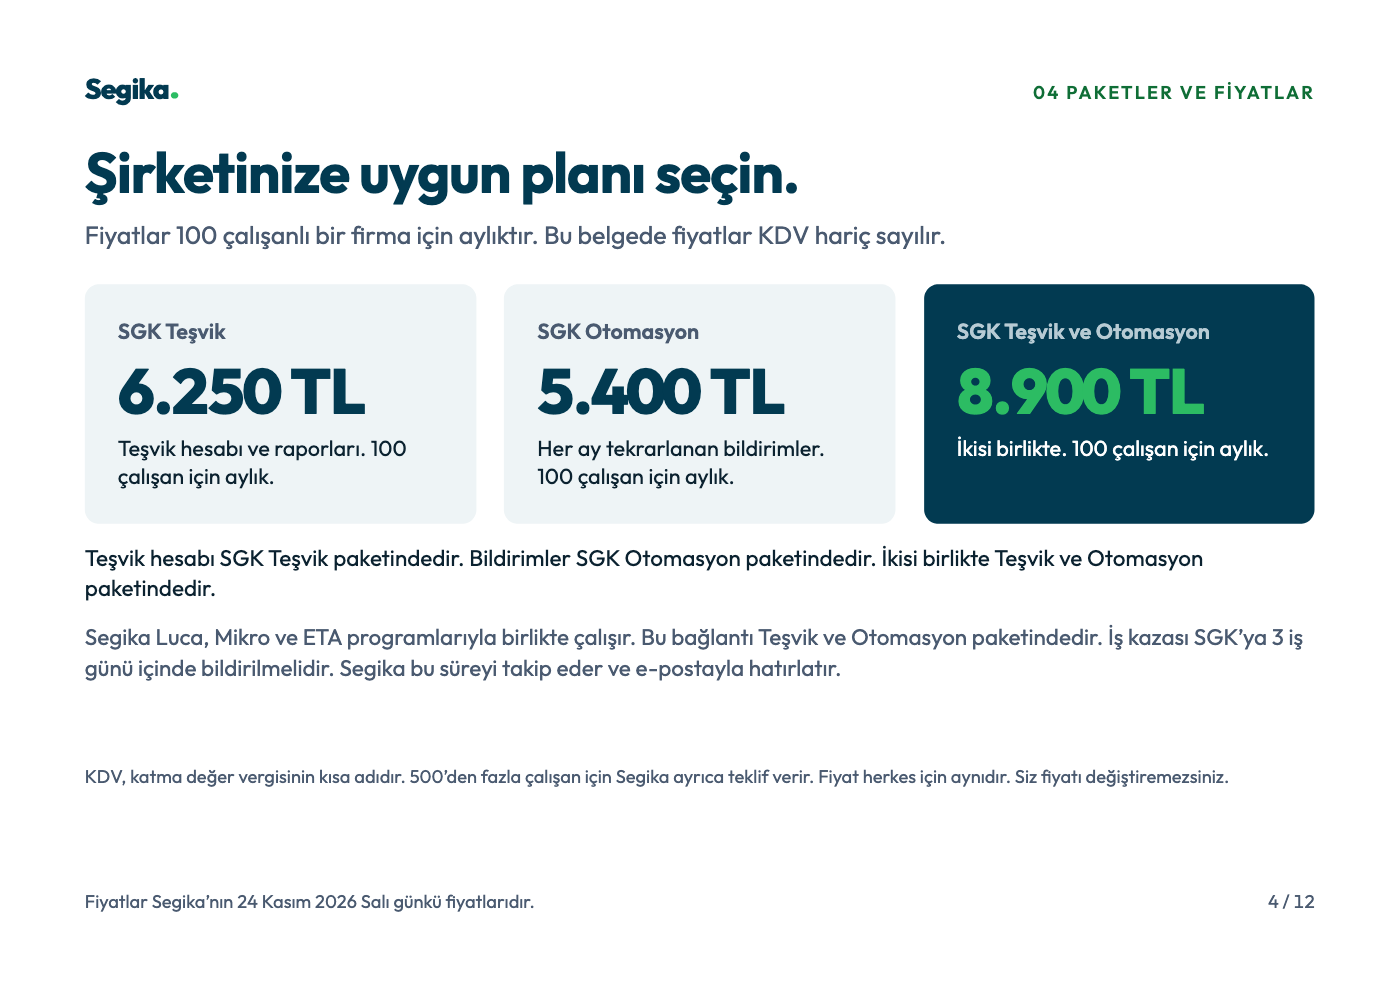 Segika.
04 PAKETLER VE FİYATLAR
Şirketinize uygun planı seçin.
Fiyatlar 100 çalışanlı bir firma için aylıktır. Bu belgede fiyatlar KDV hariç sayılır.
SGK Teşvik
6.250 TL
Teşvik hesabı ve raporları. 100
çalışan için aylık.
SGK Otomasyon
5.400 TL
Her ay tekrarlanan bildirimler.
100 çalışan için aylık.
SGK Teşvik ve Otomasyon
8.900 TL
İkisi birlikte. 100 çalışan için aylık.
Teşvik hesabı SGK Teşvik paketindedir. Bildirimler SGK Otomasyon paketindedir. İkisi birlikte Teşvik ve Otomasyon
paketindedir.
Segika Luca, Mikro ve ETA programlarıyla birlikte çalışır. Bu bağlantı Teşvik ve Otomasyon paketindedir. İş kazası SGK’ya 3 iş
günü içinde bildirilmelidir. Segika bu süreyi takip eder ve e-postayla hatırlatır.
KDV, katma değer vergisinin kısa adıdır. 500’den fazla çalışan için Segika ayrıca teklif verir. Fiyat herkes için aynıdır. Siz fiyatı değiştiremezsiniz.
Fiyatlar Segika’nın 24 Kasım 2026 Salı günkü fiyatlarıdır.
4 / 12